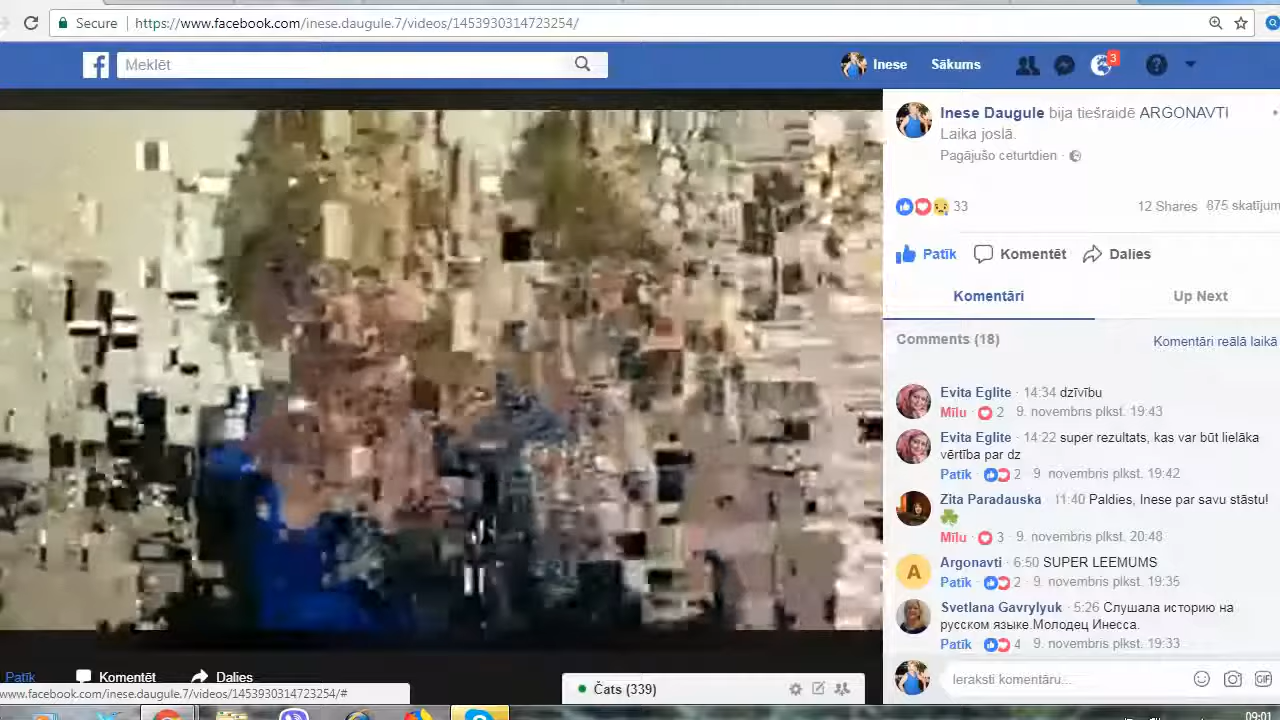 Secure
https://www.facebook.com/inese.daugule.7/videos/1453930314723254/
Meklēt
Inese
Sākums
3
Inese Daugule bija tiešraidē ARGONAVTI
Laika joslā.
Pagājušo ceturtdien ·
33
12 Shares 875 skatījum
Patīk Komentēt Dalies
Komentāri Up Next
Comments (18) Komentāri reālā laikā
Evita Eglite · 14:34 dzīvību
Mīlu · 2 · 9. novembris plkst. 19:43
Evita Eglite · 14:22 super rezultats, kas var būt lielāka
vērtība par dz
Patīk · 2 · 9. novembris plkst. 19:42
Zita Paradauska · 11:40 Paldies, Inese par savu stāstu!
Mīlu · 3 · 9. novembris plkst. 20:48
A
Argonavti · 6:50 SUPER LEEMUMS
Patīk · 2 · 9. novembris plkst. 19:35
Svetlana Gavrylyuk · 5:26 Слушала историю на
русском языке.Молодец Инесса.
Patīk · 4 · 9. novembris plkst. 19:33
Ieraksti komentāru...
GIF
Patīk Komentēt Dalies
www.facebook.com/inese.daugule.7/videos/1453930314723254/#
Čats (339)
09:01